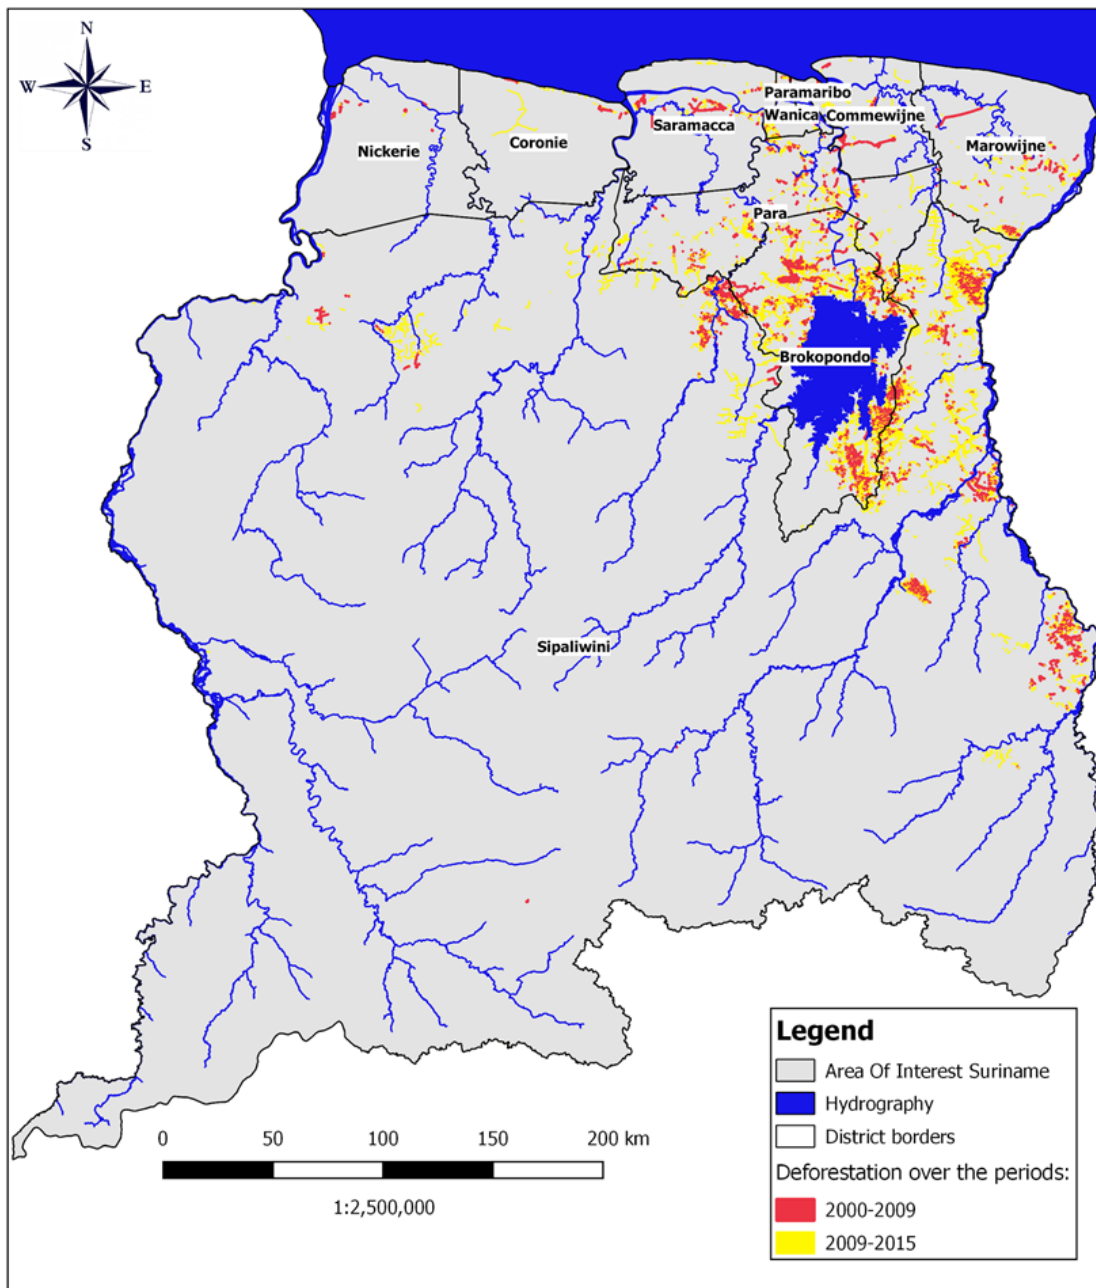 N
W
E
S
Paramaribo
Wanica
Commewijne
Saramacca
Coronie
Nickerie
Marowijne
Para
Brokopondo
Sipaliwini
Legend
Area Of Interest Suriname
Hydrography
District borders
Deforestation over the periods:
2000-2009
2009-2015
0 50 100 150 200 km
1:2,500,000